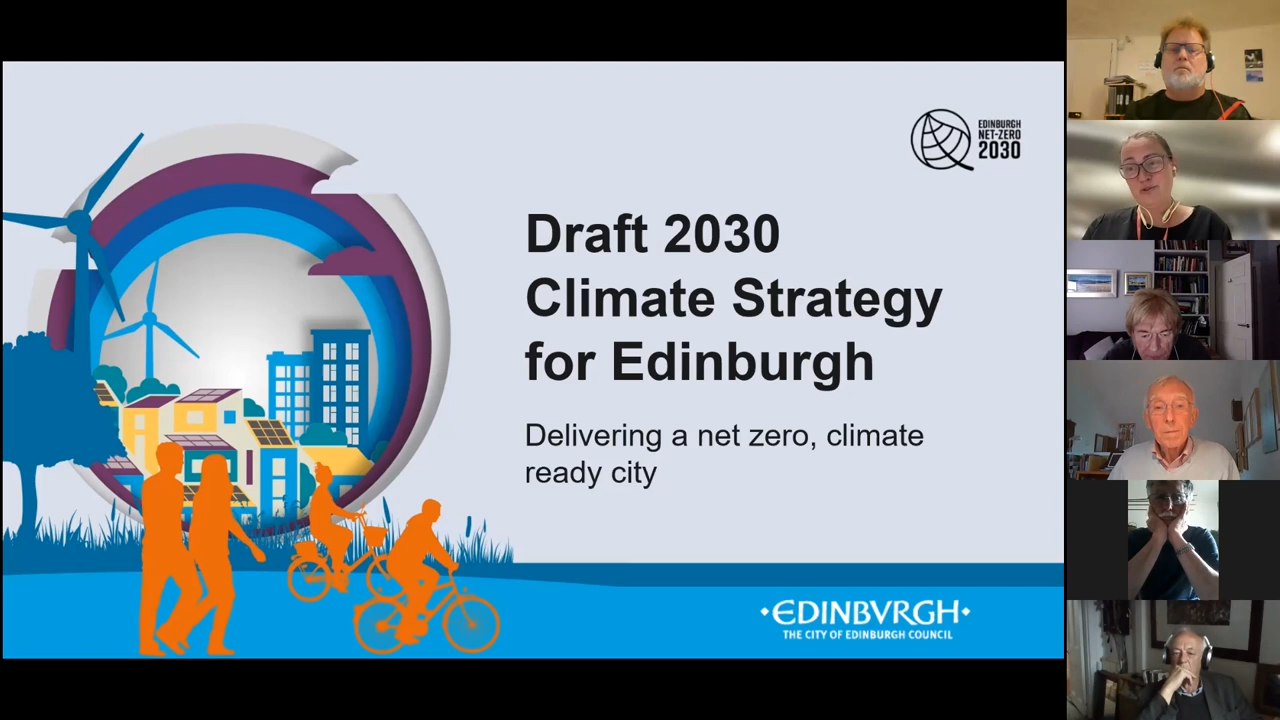 EDINBURGH
NET-ZERO
2030
Draft 2030
Climate Strategy
for Edinburgh
Delivering a net zero, climate
ready city
•EDINBVRGH•
THE CITY OF EDINBURGH COUNCIL